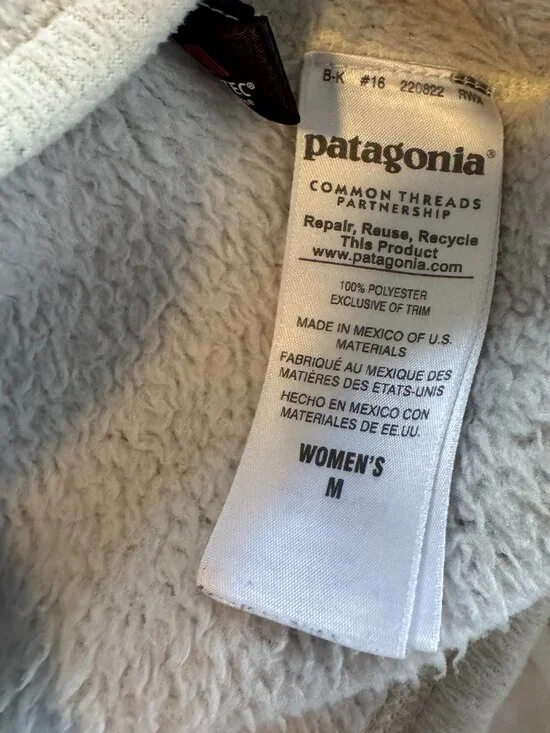 EC®
B-K #16 220822 RWX
patagonia®
COMMON THREADS
PARTNERSHIP
Repair, Reuse, Recycle
This Product
www.patagonia.com
100% POLYESTER
EXCLUSIVE OF TRIM
MADE IN MEXICO OF U.S.
MATERIALS
FABRIQUÉ AU MEXIQUE DES
MATIÈRES DES ETATS-UNIS
HECHO EN MEXICO CON
MATERIALES DE EE.UU.
WOMEN'S
M